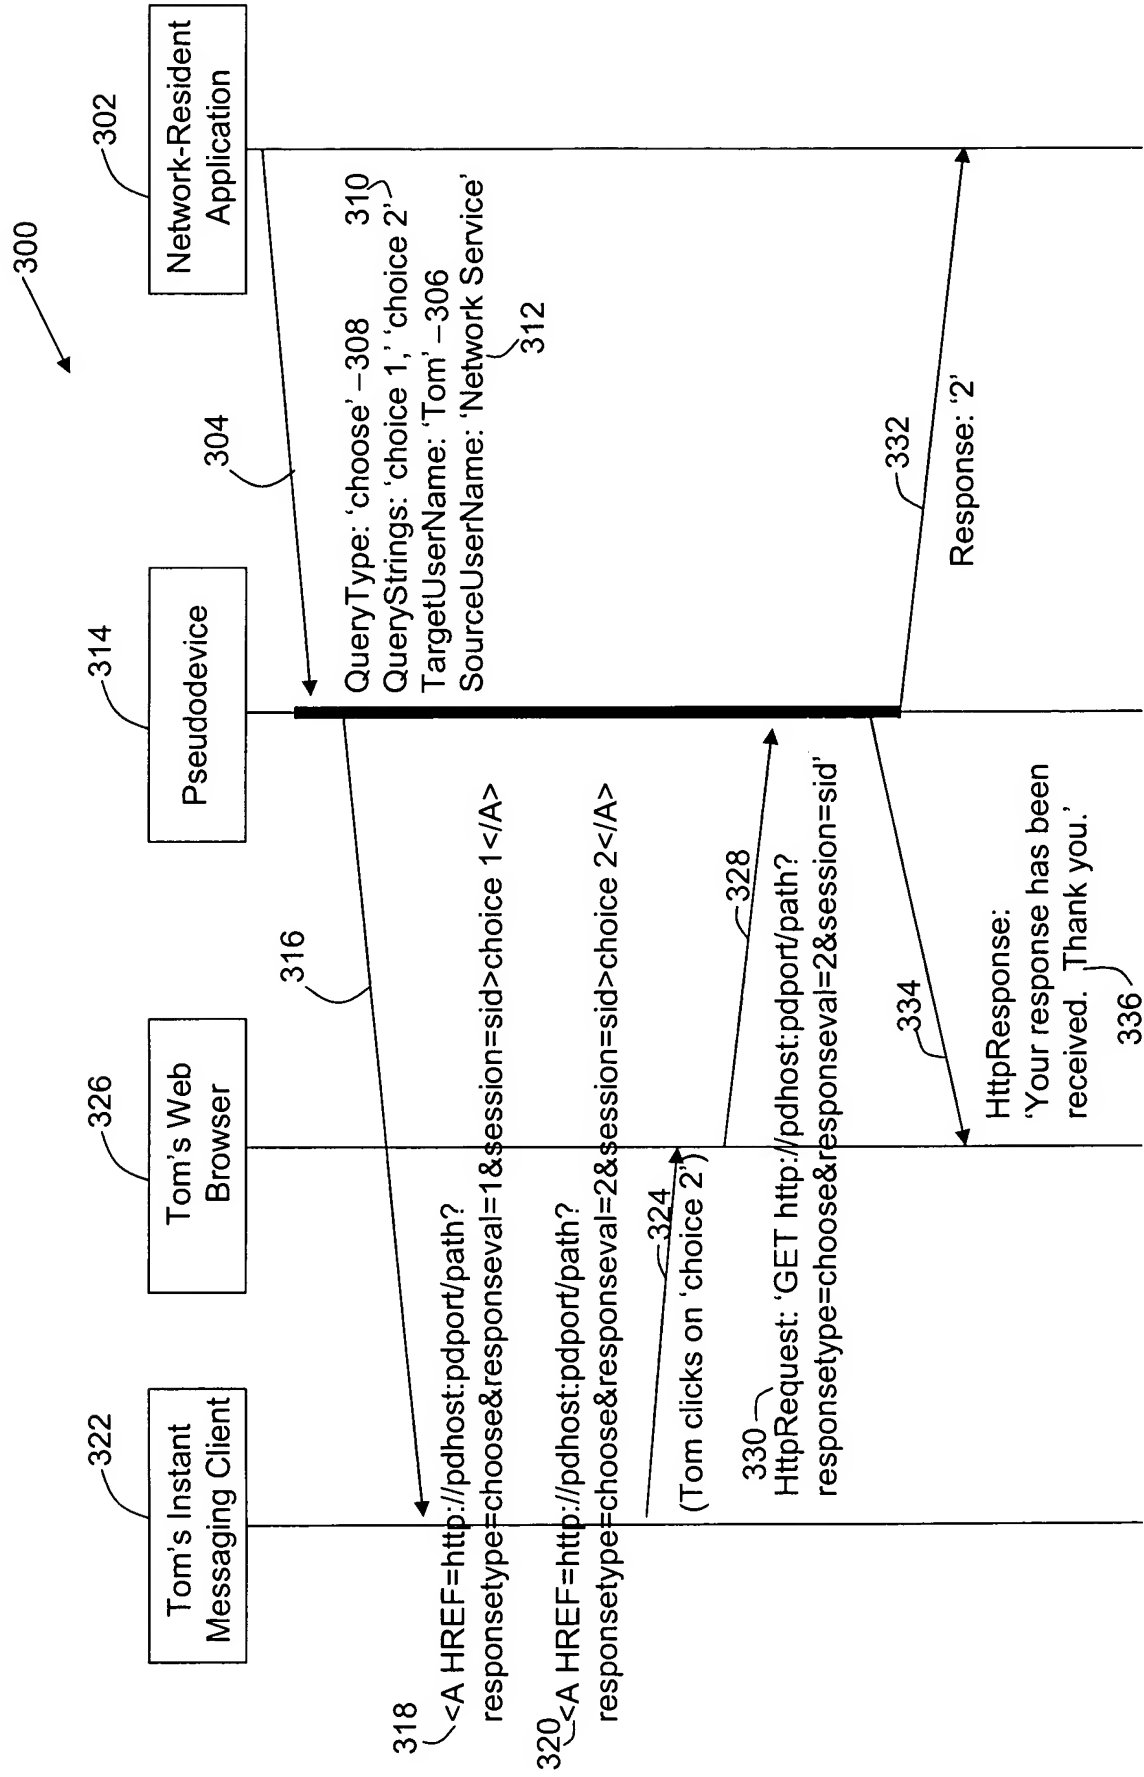 300
322
326
314
302
Tom's Instant
Messaging Client
Tom's Web
Browser
Pseudodevice
Network-Resident
Application
304
QueryType: 'choose' –308
310
QueryStrings: 'choice 1,' 'choice 2'
TargetUserName: 'Tom' –306
SourceUserName: 'Network Service'
312
316
318
<A HREF=http://pdhost:pdport/path?
responsetype=choose&responseval=1&session=sid>choice 1</A>
320
<A HREF=http://pdhost:pdport/path?
responsetype=choose&responseval=2&session=sid>choice 2</A>
324
(Tom clicks on 'choice 2')
328
330
HttpRequest: 'GET http://pdhost:pdport/path?
responsetype=choose&responseval=2&session=sid'
332
Response: '2'
334
HttpResponse:
'Your response has been
received. Thank you.'
336